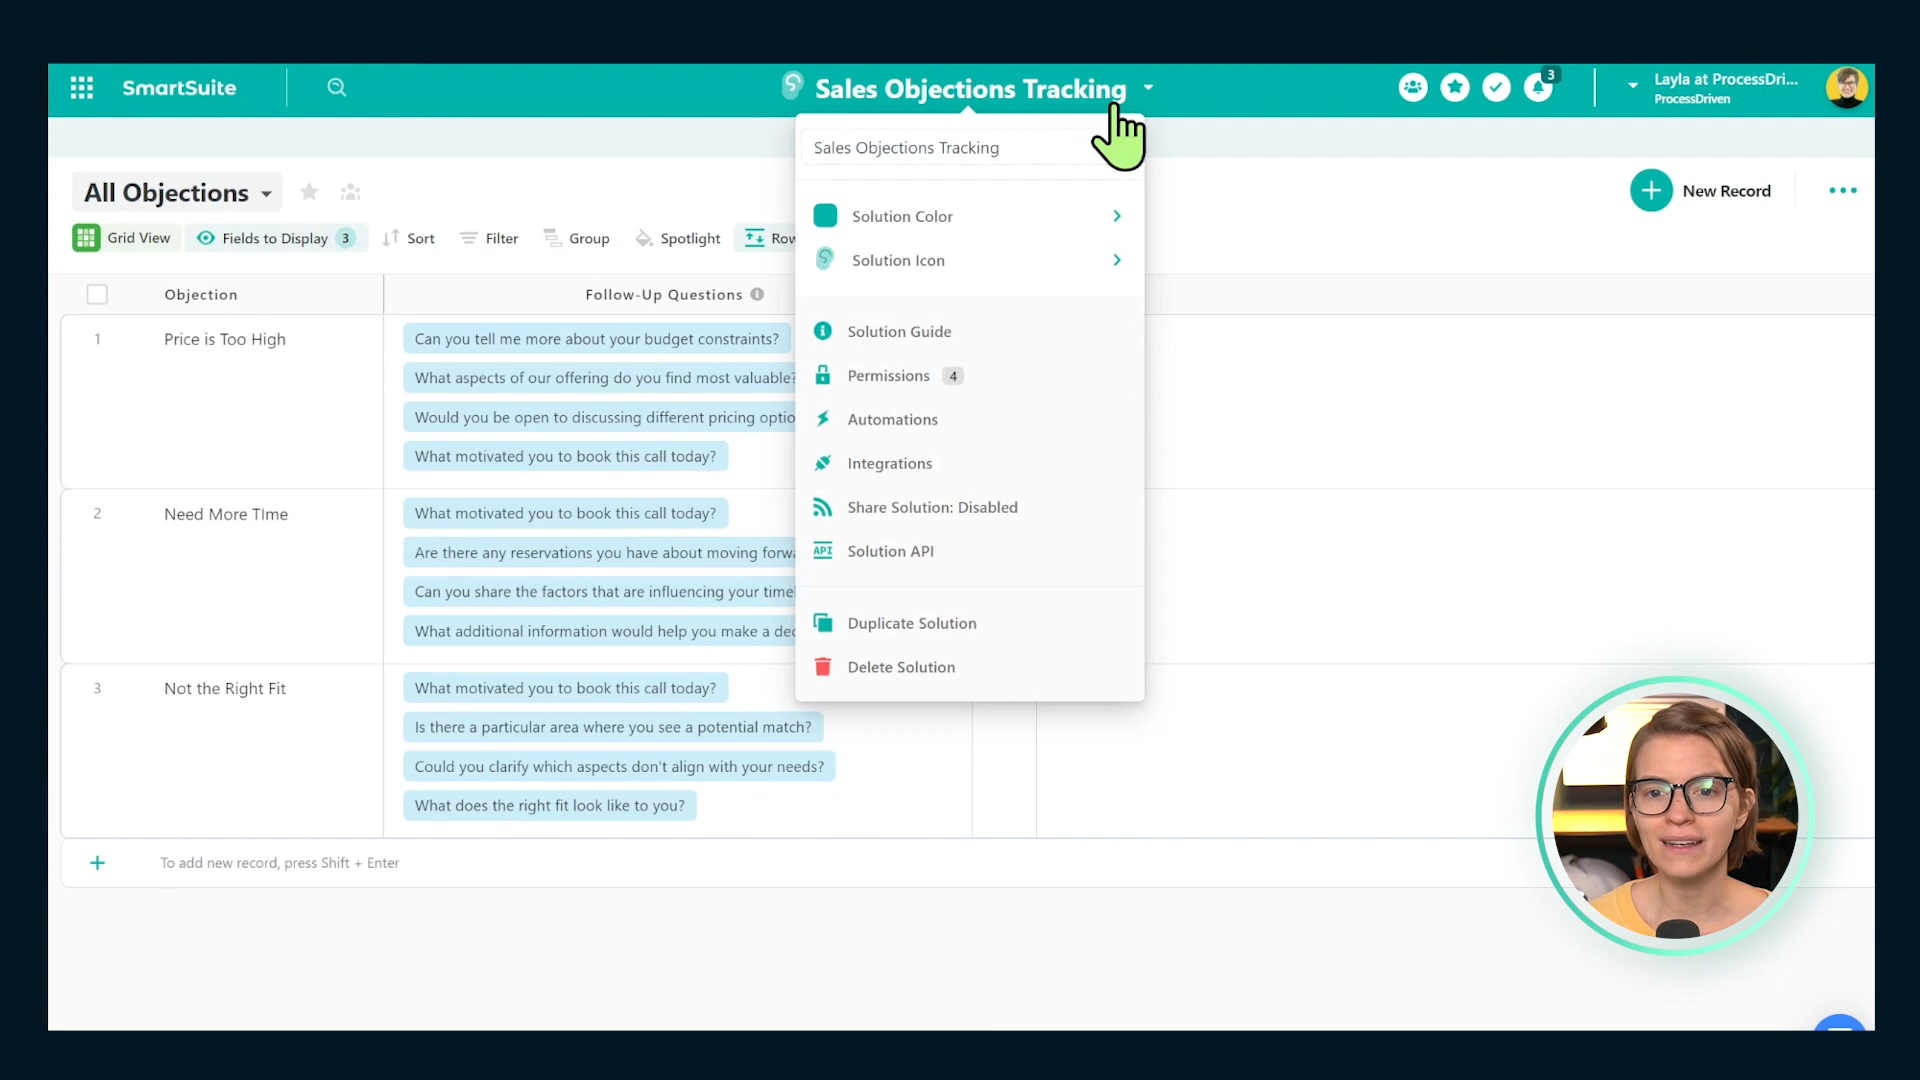 SmartSuite
Sales Objections Tracking
3
Layla at ProcessDri...
ProcessDriven
Sales Objections Tracking
All Objections
New Record
Grid View
Fields to Display 3
Sort
Filter
Group
Spotlight
Row
Solution Color
Solution Icon
Solution Guide
Permissions 4
Automations
Integrations
Share Solution: Disabled
API Solution API
Duplicate Solution
Delete Solution
Objection
Follow-Up Questions
1
Price is Too High
Can you tell me more about your budget constraints?
What aspects of our offering do you find most valuable?
Would you be open to discussing different pricing optio
What motivated you to book this call today?
2
Need More TIme
What motivated you to book this call today?
Are there any reservations you have about moving forwa
Can you share the factors that are influencing your timel
What additional information would help you make a dec
3
Not the Right Fit
What motivated you to book this call today?
Is there a particular area where you see a potential match?
Could you clarify which aspects don't align with your needs?
What does the right fit look like to you?
To add new record, press Shift + Enter